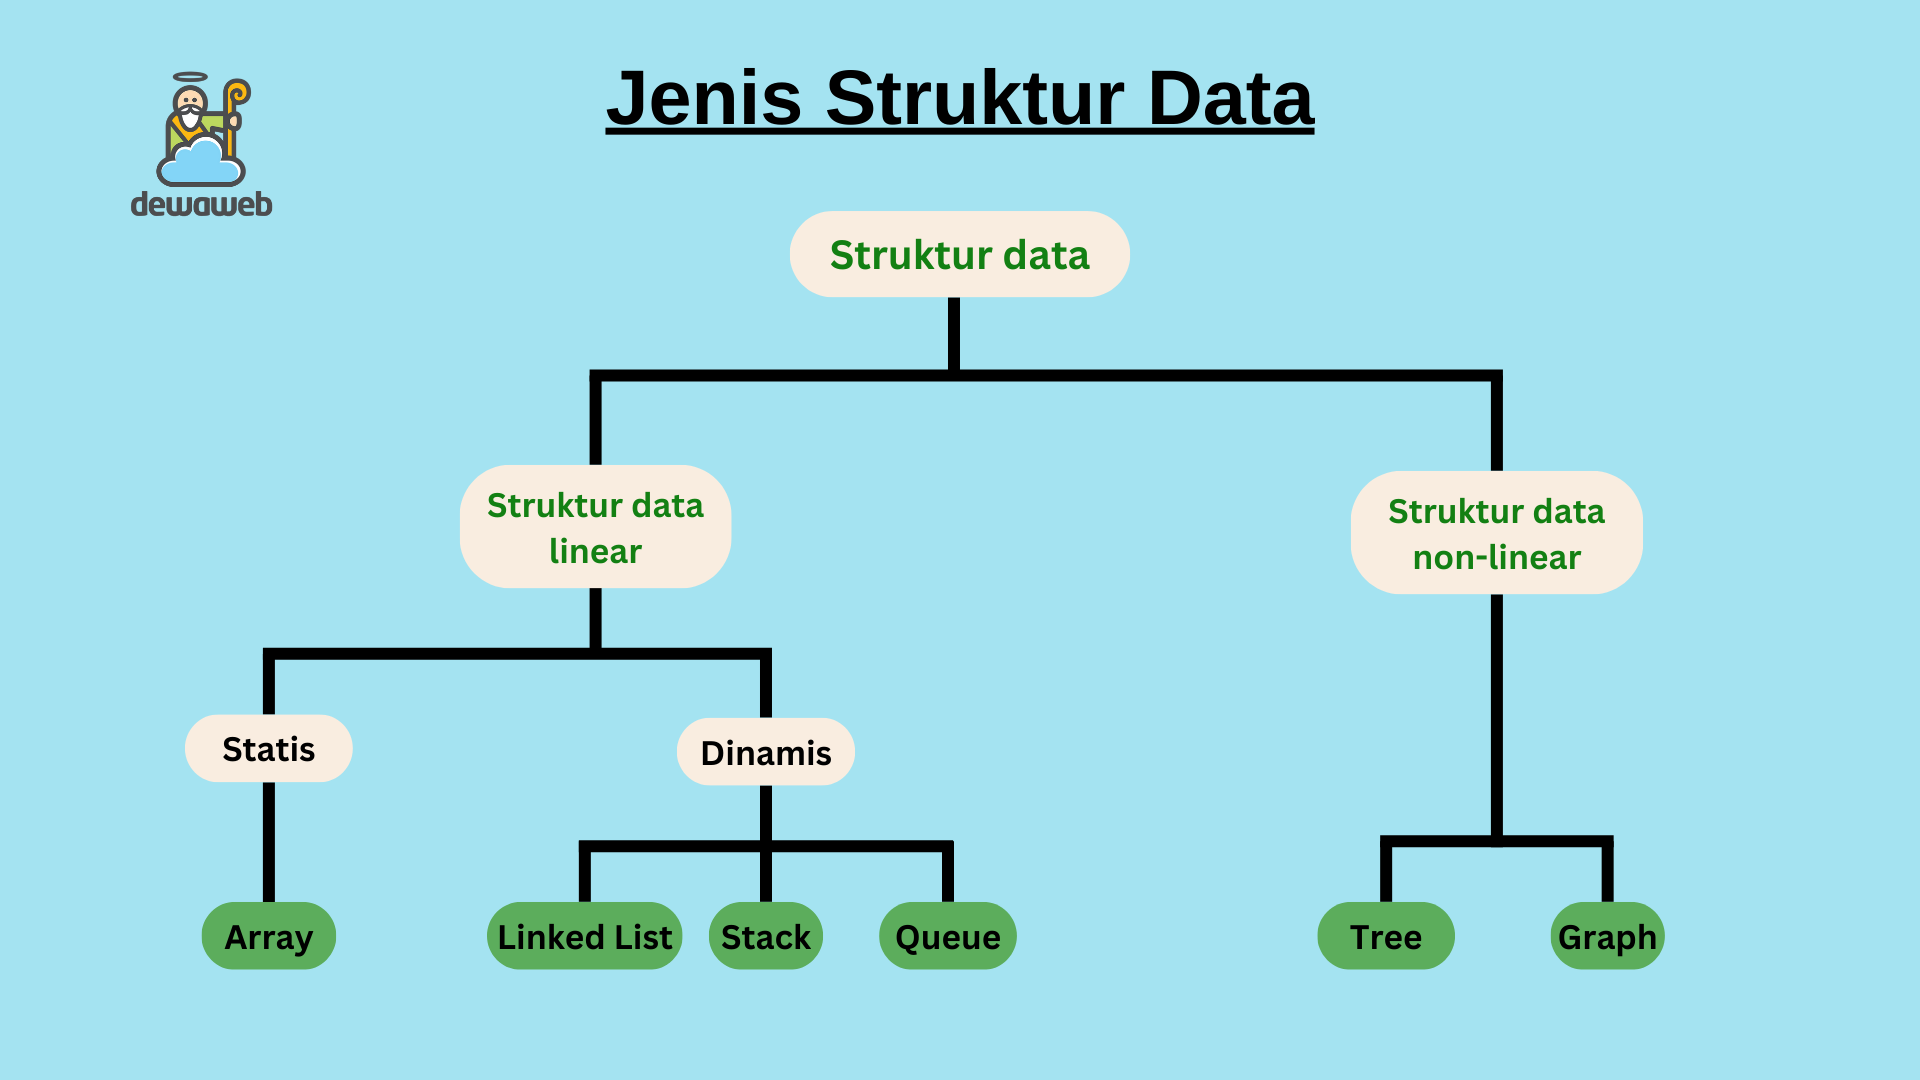 Jenis Struktur Data
dewaweb
Struktur data
Struktur data
linear
Struktur data
non-linear
Statis
Dinamis
Array
Linked List
Stack
Queue
Tree
Graph